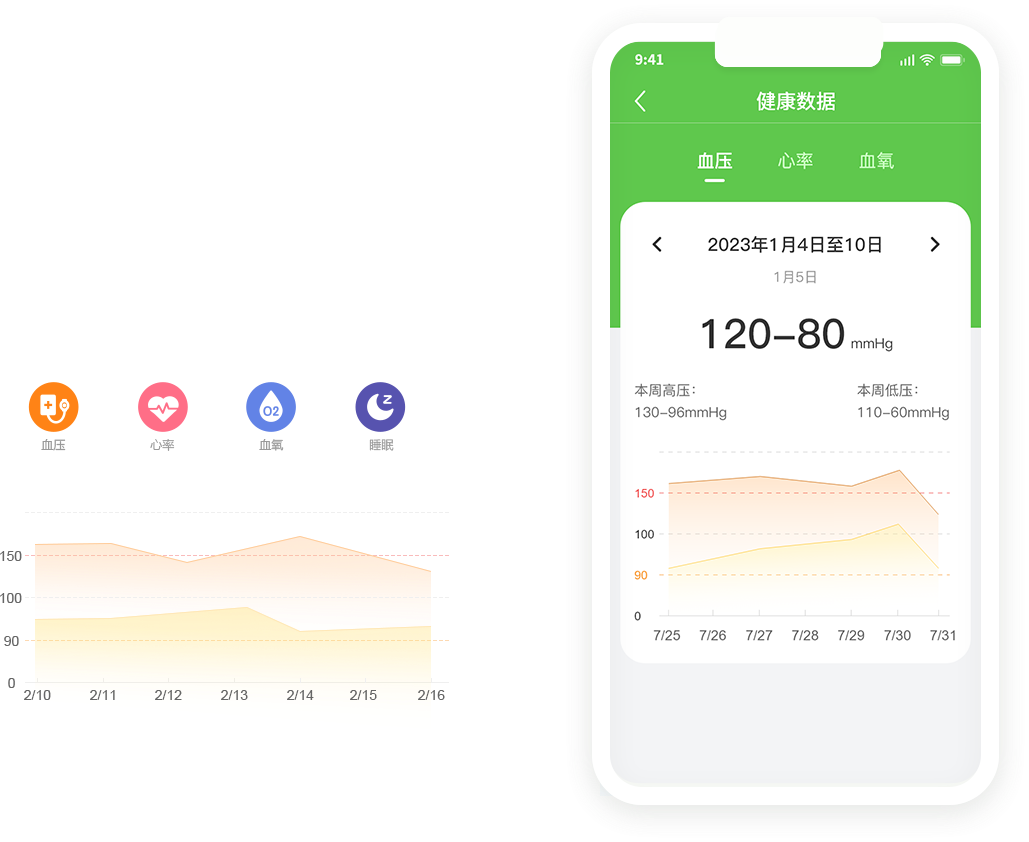 血压
心率
血氧
睡眠
O2
Z
150
100
90
0
2/10 2/11 2/12 2/13 2/14 2/15 2/16
9:41
健康数据
血压 心率 血氧
2023年1月4日至10日
1月5日
120-80 mmHg
本周高压:
130-96mmHg
本周低压:
110-60mmHg
150
100
90
0
7/25 7/26 7/27 7/28 7/29 7/30 7/31